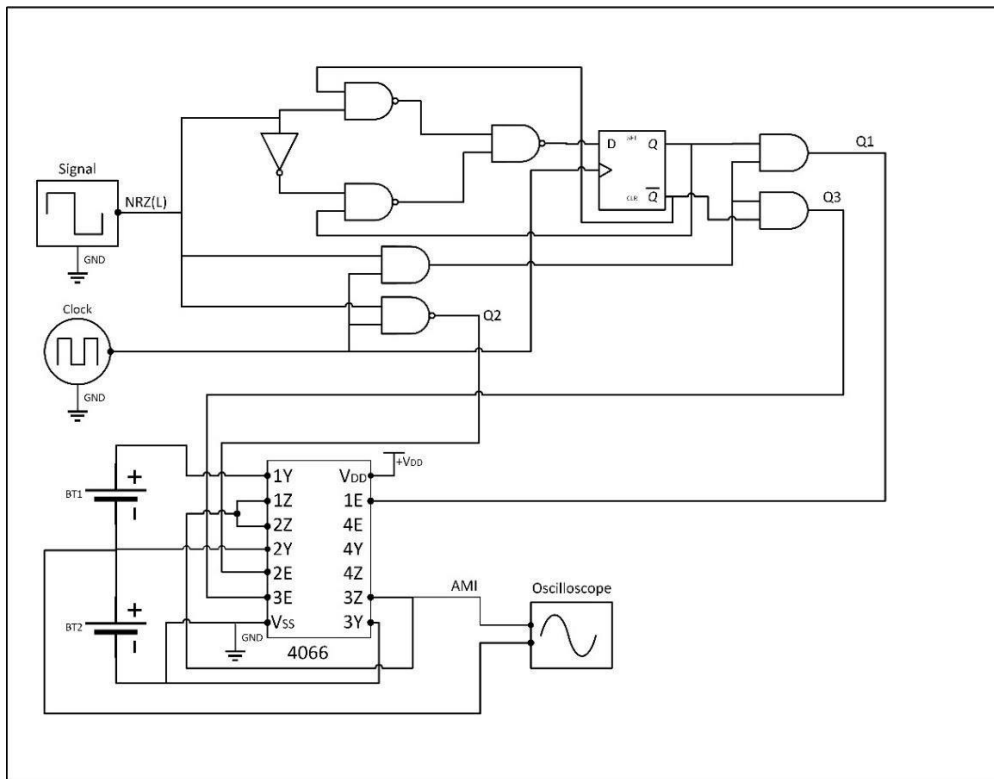 Signal
NRZ(L)
GND
D
Q
CLR
Q
Q1
Q3
Q2
Clock
GND
BT1
+
-
BT2
+
-
1Y
1Z
2Z
2Y
2E
3E
VSS
VDD
1E
4E
4Y
4Z
3Z
3Y
+VDD
GND
4066
AMI
Oscilloscope